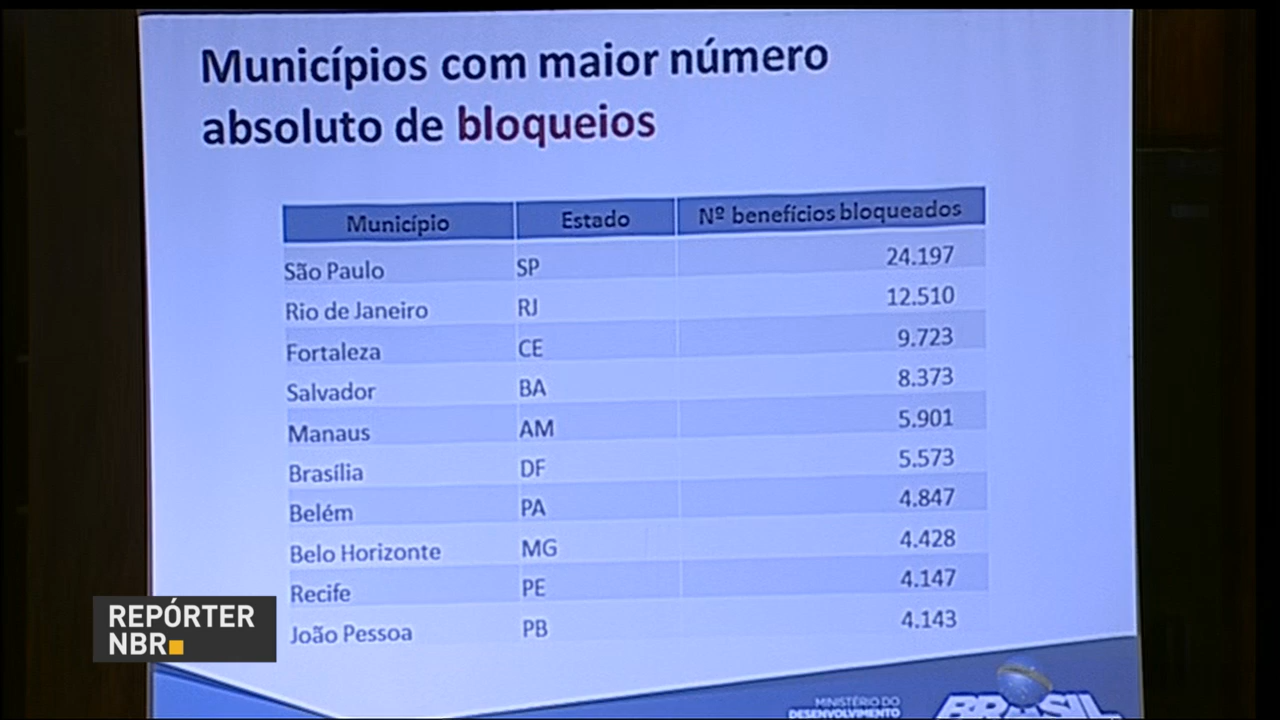 Municípios com maior número
absoluto de bloqueios
Município Estado Nº benefícios bloqueados
São Paulo SP 24.197
Rio de Janeiro RJ 12.510
Fortaleza CE 9.723
Salvador BA 8.373
Manaus AM 5.901
Brasília DF 5.573
Belém PA 4.847
Belo Horizonte MG 4.428
Recife PE 4.147
João Pessoa PB 4.143
REPÓRTER
NBR
MINISTÉRIO DO
DESENVOLVIMENTO
BRASIL